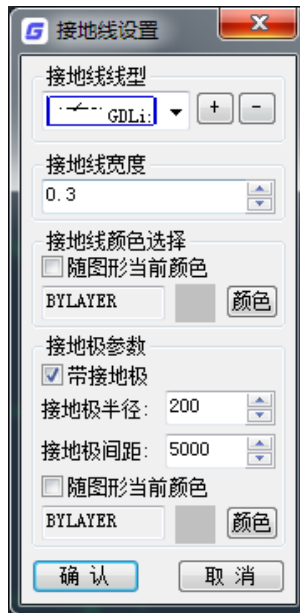 接地线设置
接地线线型
GDLi:
+ -
接地线宽度
0.3
接地线颜色选择
随图形当前颜色
BYLAYER 颜色
接地极参数
带接地极
接地极半径: 200
接地极间距: 5000
随图形当前颜色
BYLAYER 颜色
确认 取消